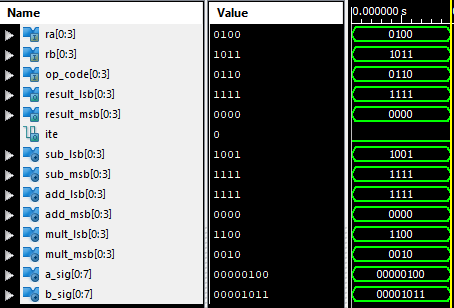 Name Value 0.000000 s
ra[0:3] 0100 0100
rb[0:3] 1011 1011
op_code[0:3] 0110 0110
result_lsb[0:3] 1111 1111
result_msb[0:3] 0000 0000
ite 0
sub_lsb[0:3] 1001 1001
sub_msb[0:3] 1111 1111
add_lsb[0:3] 1111 1111
add_msb[0:3] 0000 0000
mult_lsb[0:3] 1100 1100
mult_msb[0:3] 0010 0010
a_sig[0:7] 00000100 00000100
b_sig[0:7] 00001011 00001011